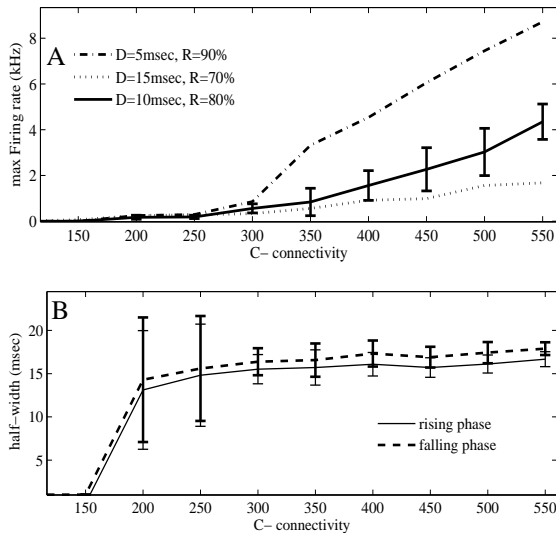 A
D=5msec, R=90%
D=15msec, R=70%
D=10msec, R=80%
max Firing rate (kHz)
8
6
4
2
0
150 200 250 300 350 400 450 500 550
C− connectivity
B
half−width (msec)
20
15
10
5
rising phase
falling phase
150 200 250 300 350 400 450 500 550
C− connectivity